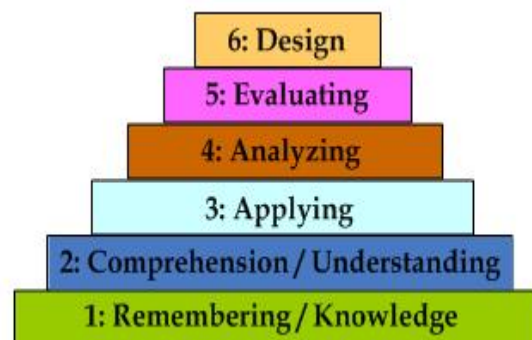 6: Design
5: Evaluating
4: Analyzing
3: Applying
2: Comprehension / Understanding
1: Remembering / Knowledge